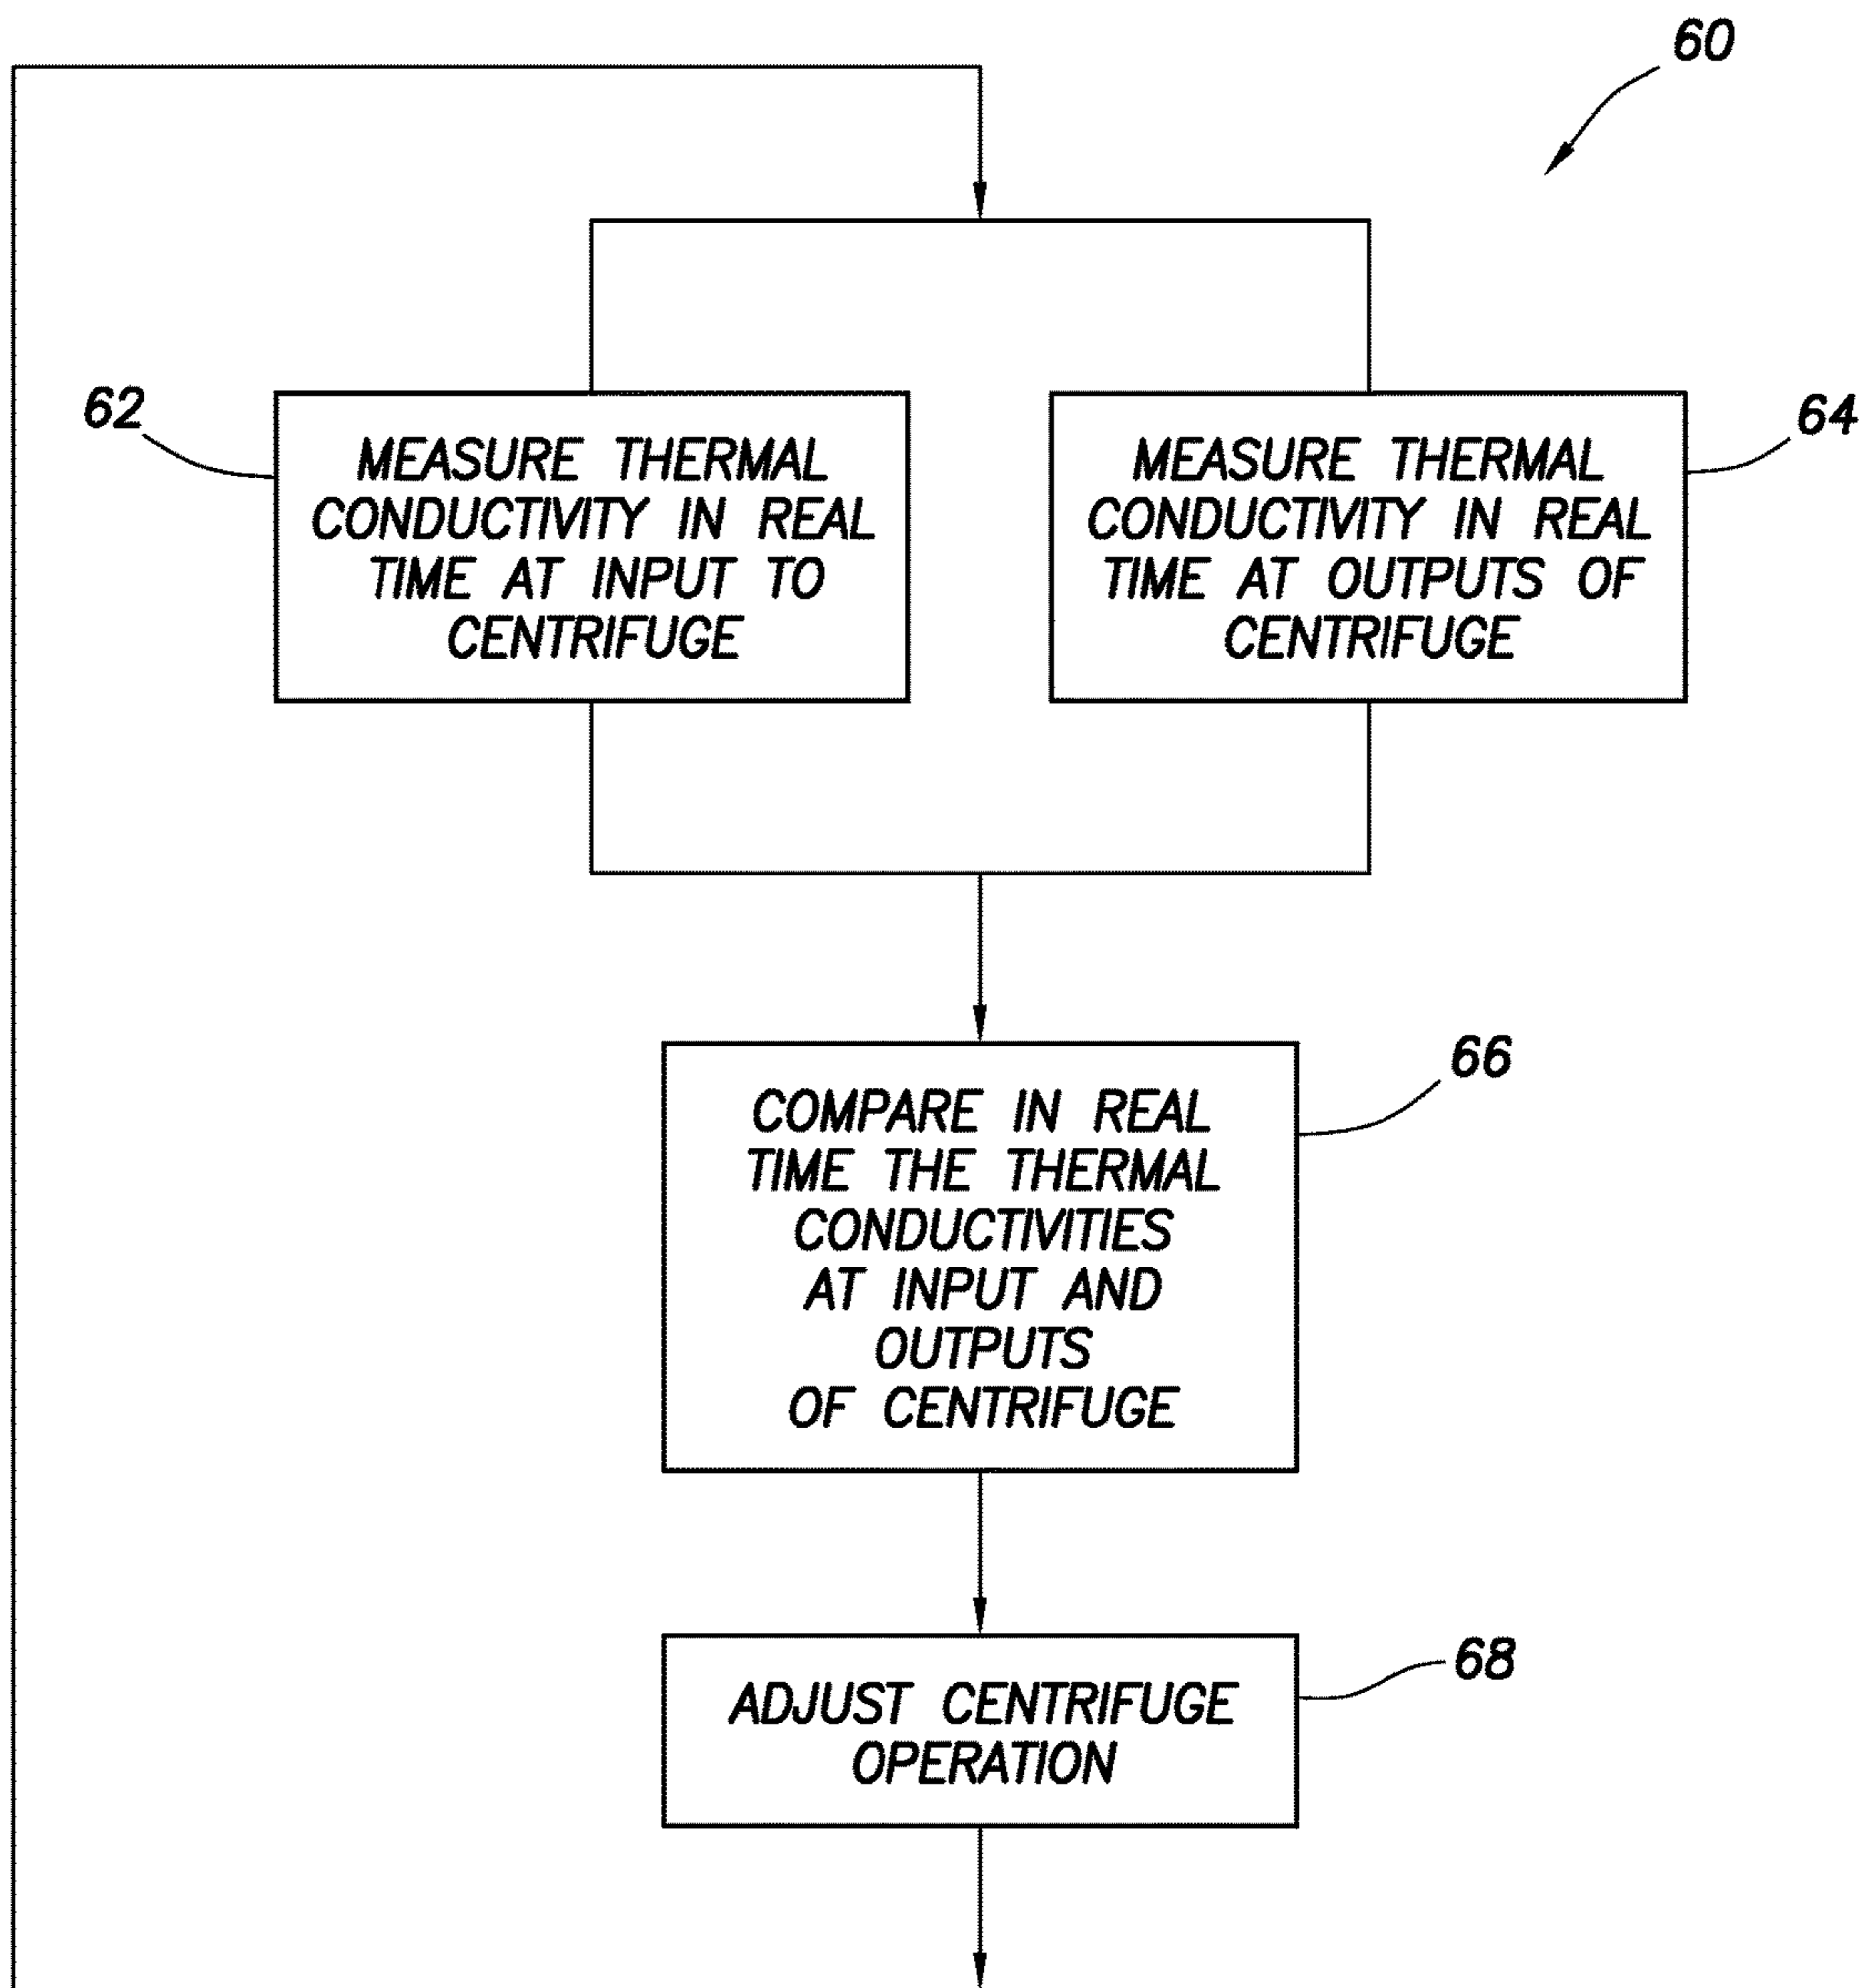 60
62
MEASURE THERMAL
CONDUCTIVITY IN REAL
TIME AT INPUT TO
CENTRIFUGE
64
MEASURE THERMAL
CONDUCTIVITY IN REAL
TIME AT OUTPUTS OF
CENTRIFUGE
66
COMPARE IN REAL
TIME THE THERMAL
CONDUCTIVITIES
AT INPUT AND
OUTPUTS
OF CENTRIFUGE
68
ADJUST CENTRIFUGE
OPERATION